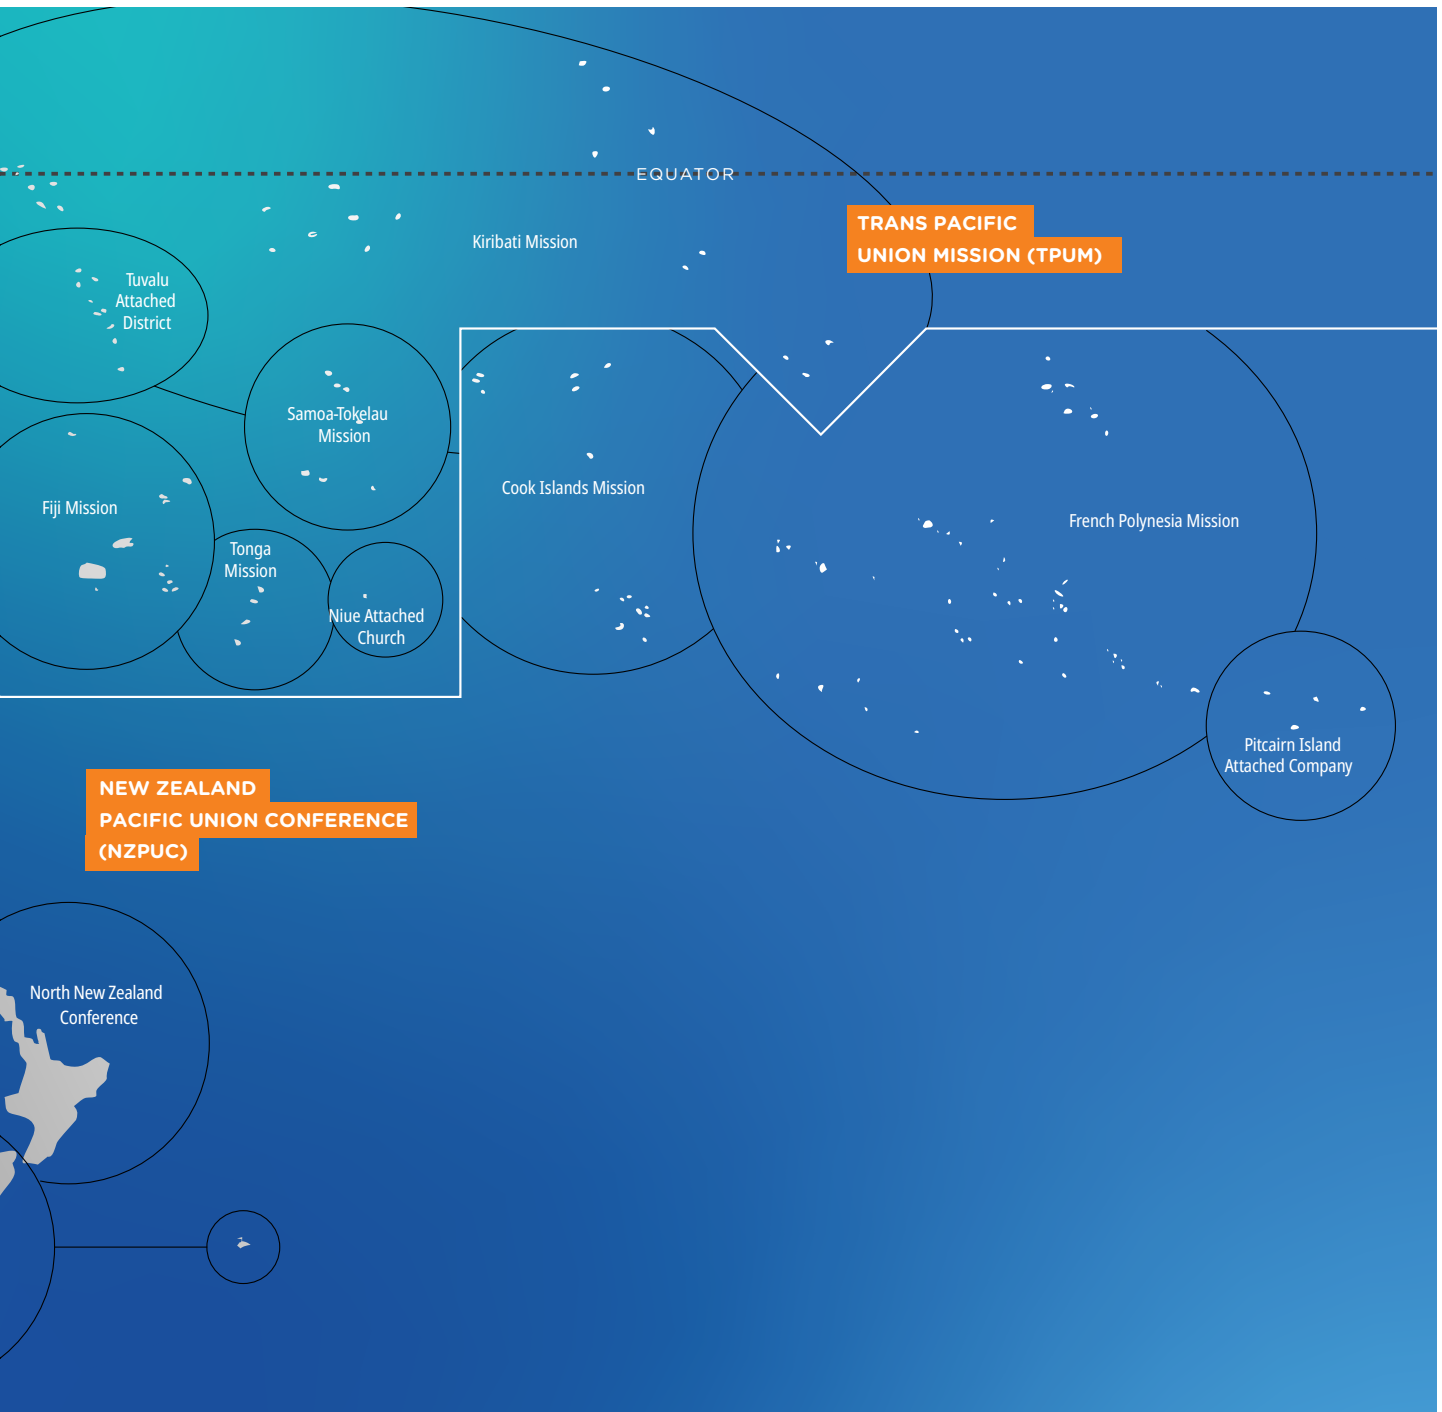 EQUATOR
TRANS PACIFIC
UNION MISSION (TPUM)
Kiribati Mission
Tuvalu
Attached
District
Samoa-Tokelau
Mission
Fiji Mission
Cook Islands Mission
French Polynesia Mission
Tonga
Mission
Niue Attached
Church
Pitcairn Island
Attached Company
NEW ZEALAND
PACIFIC UNION CONFERENCE
(NZPUC)
North New Zealand
Conference